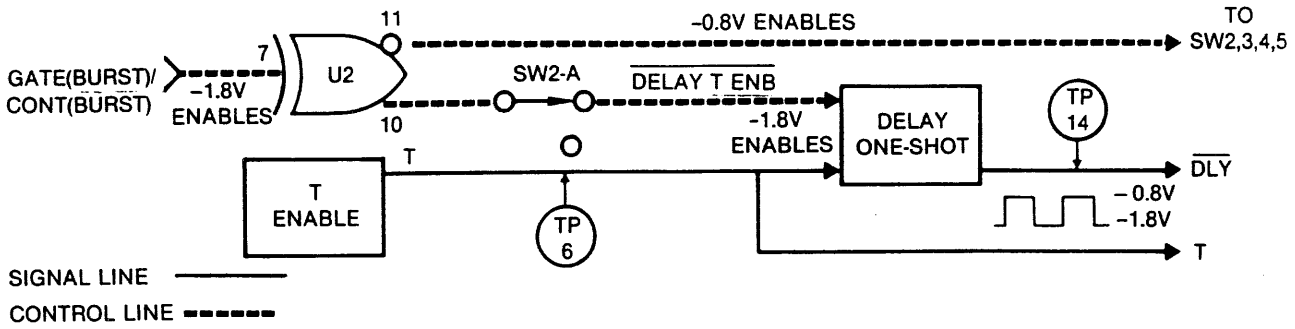 11
–0.8V ENABLES
TO
SW2,3,4,5
7
U2
GATE(BURST)/
CONT(BURST)
–1.8V
ENABLES
SW2-A
DELAY T ENB
10
–1.8V
ENABLES
DELAY
ONE-SHOT
TP
14
T
T
ENABLE
TP
6
DLY
– 0.8V
–1.8V
T
SIGNAL LINE
CONTROL LINE